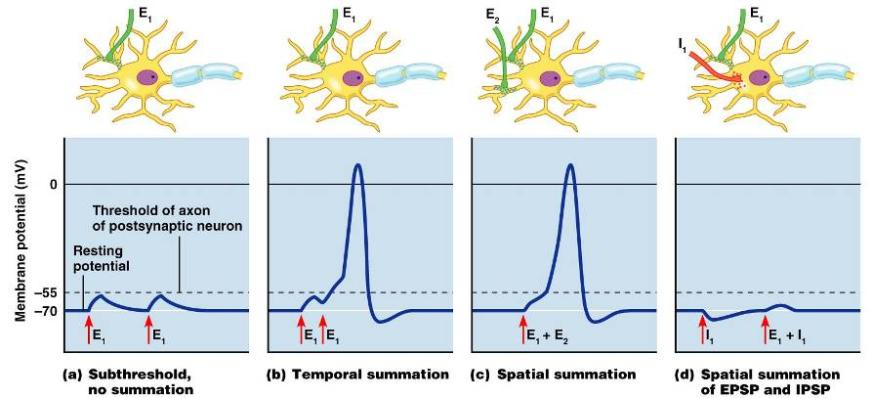 E1
E1
E2
E1
I1
E1
Membrane potential (mV)
0
–55
–70
Threshold of axon
of postsynaptic neuron
Resting
potential
E1
E1
E1
E1
E1 + E2
I1
E1 + I1
(a) Subthreshold,
no summation
(b) Temporal summation
(c) Spatial summation
(d) Spatial summation
of EPSP and IPSP